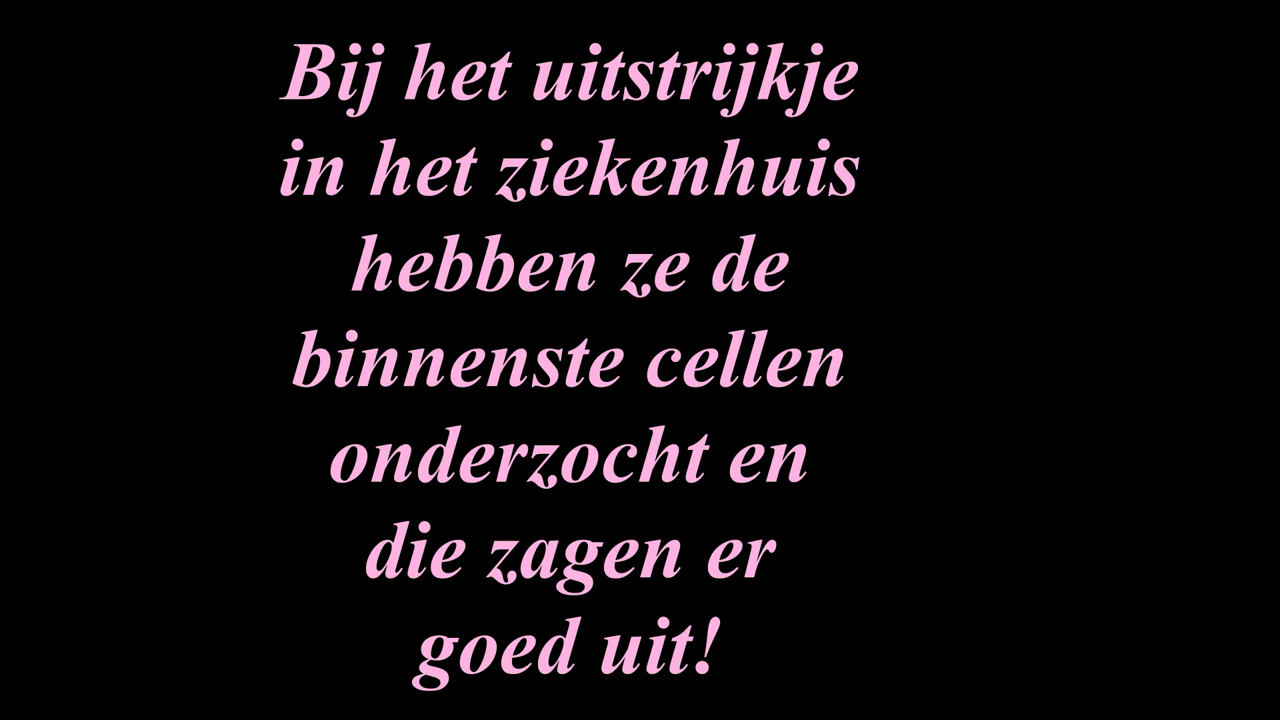 Bij het uitstrijkje
in het ziekenhuis
hebben ze de
binnenste cellen
onderzocht en
die zagen er
goed uit!